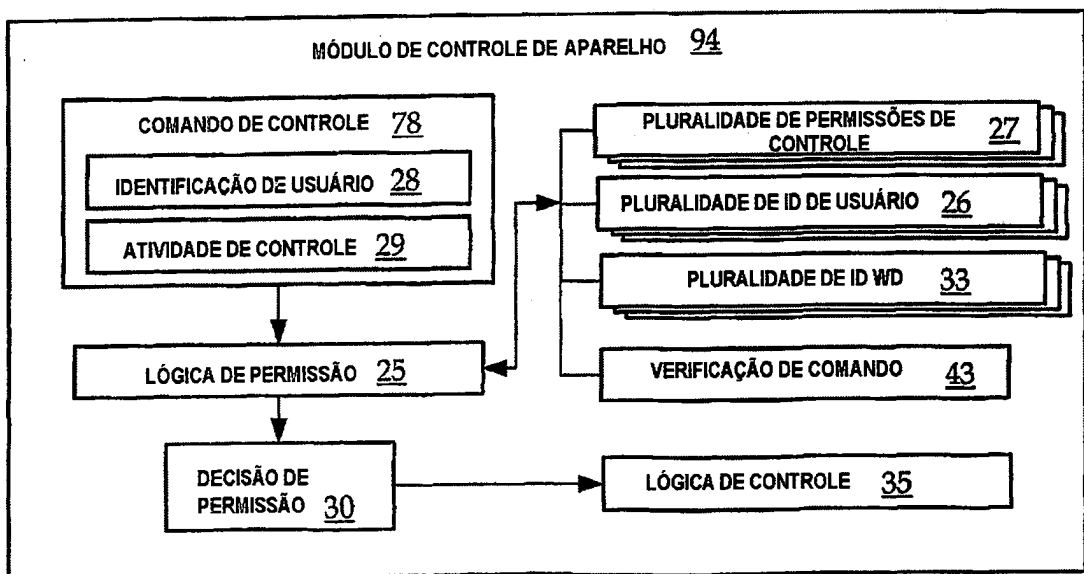 MÓDULO DE CONTROLE DE APARELHO 94
COMANDO DE CONTROLE 78
IDENTIFICAÇÃO DE USUÁRIO 28
ATIVIDADE DE CONTROLE 29
LÓGICA DE PERMISSÃO 25
DECISÃO DE
PERMISSÃO 30
PLURALIDADE DE PERMISSÕES DE
CONTROLE 27
PLURALIDADE DE ID DE USUÁRIO 26
PLURALIDADE DE ID WD 33
VERIFICAÇÃO DE COMANDO 43
LÓGICA DE CONTROLE 35